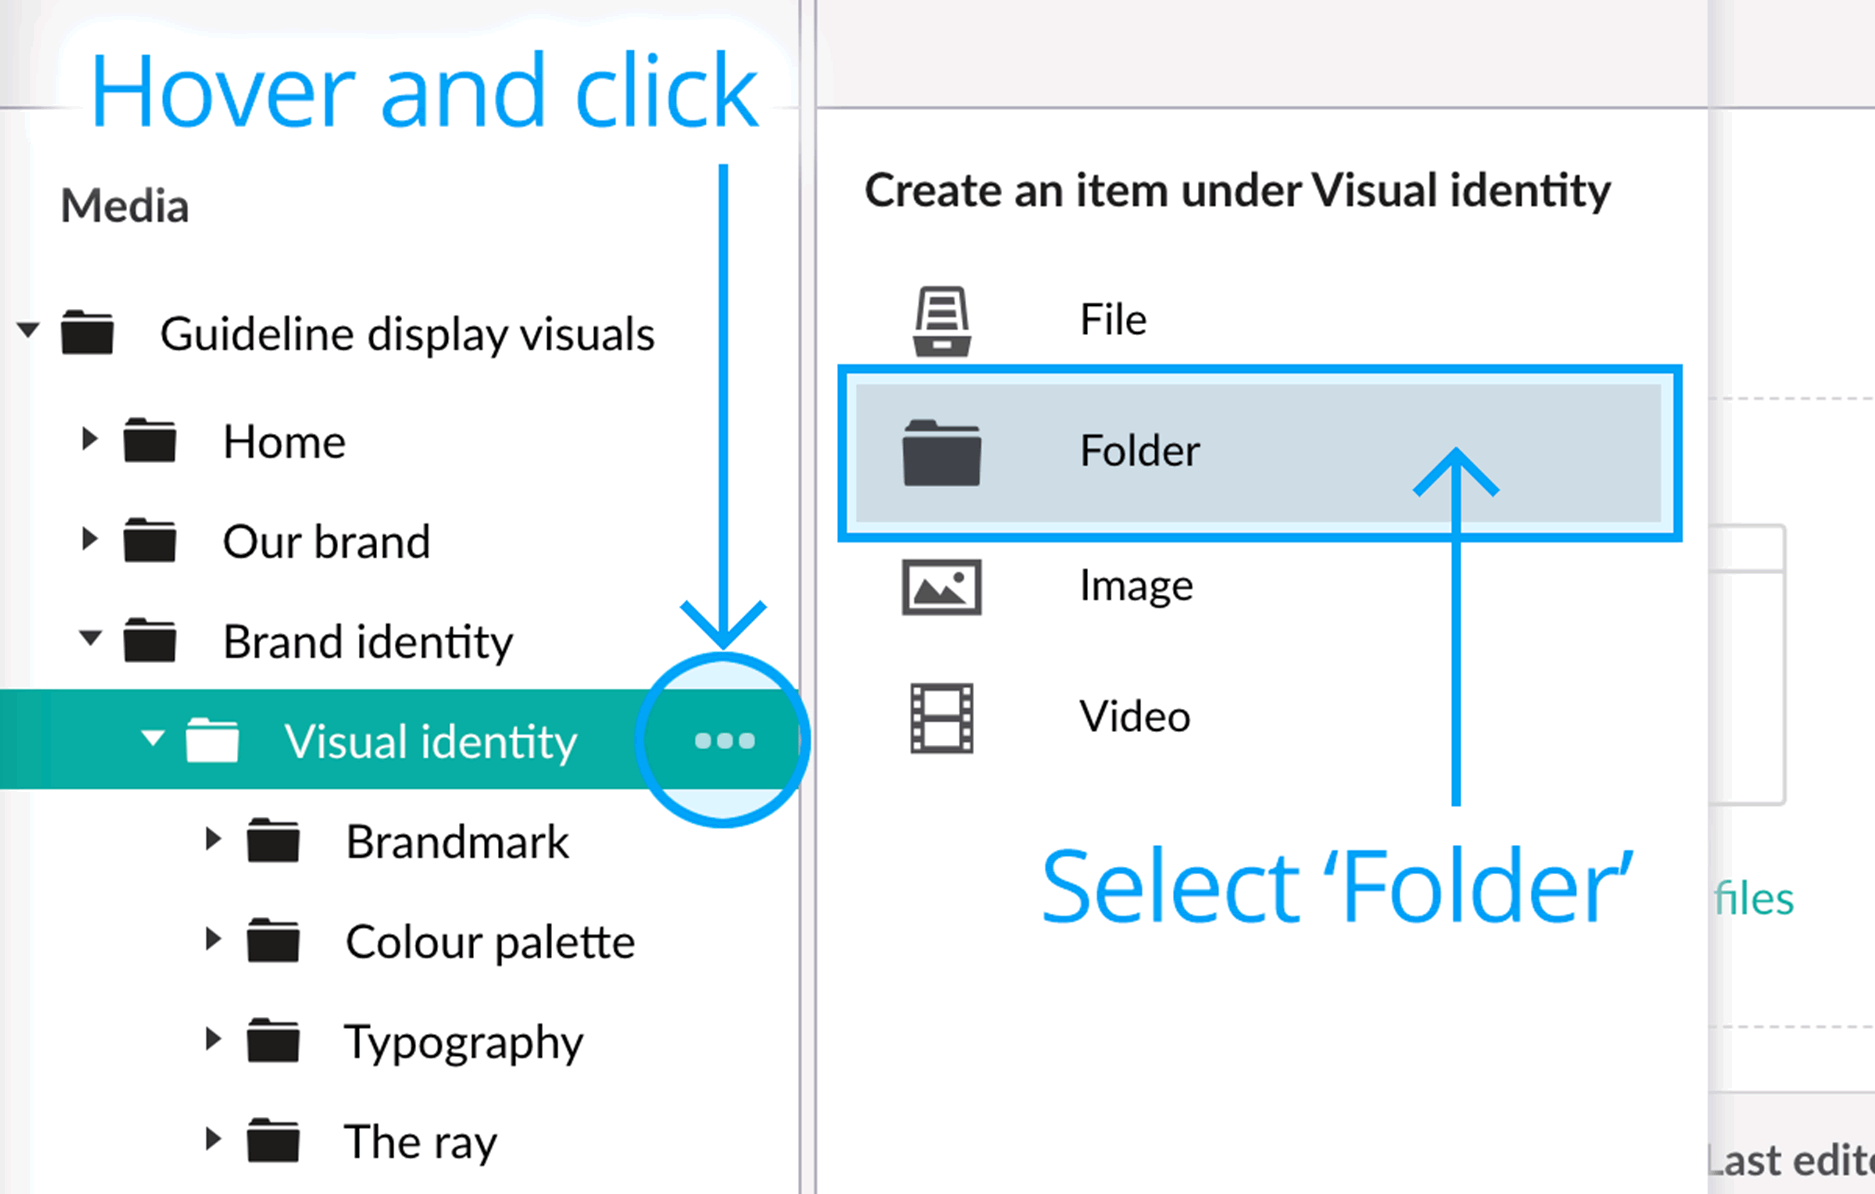 Hover and click
Media
Guideline display visuals
Home
Our brand
Brand identity
Visual identity
Brandmark
Colour palette
Typography
The ray
Create an item under Visual identity
File
Folder
Image
Video
Select ‘Folder’
files
Last